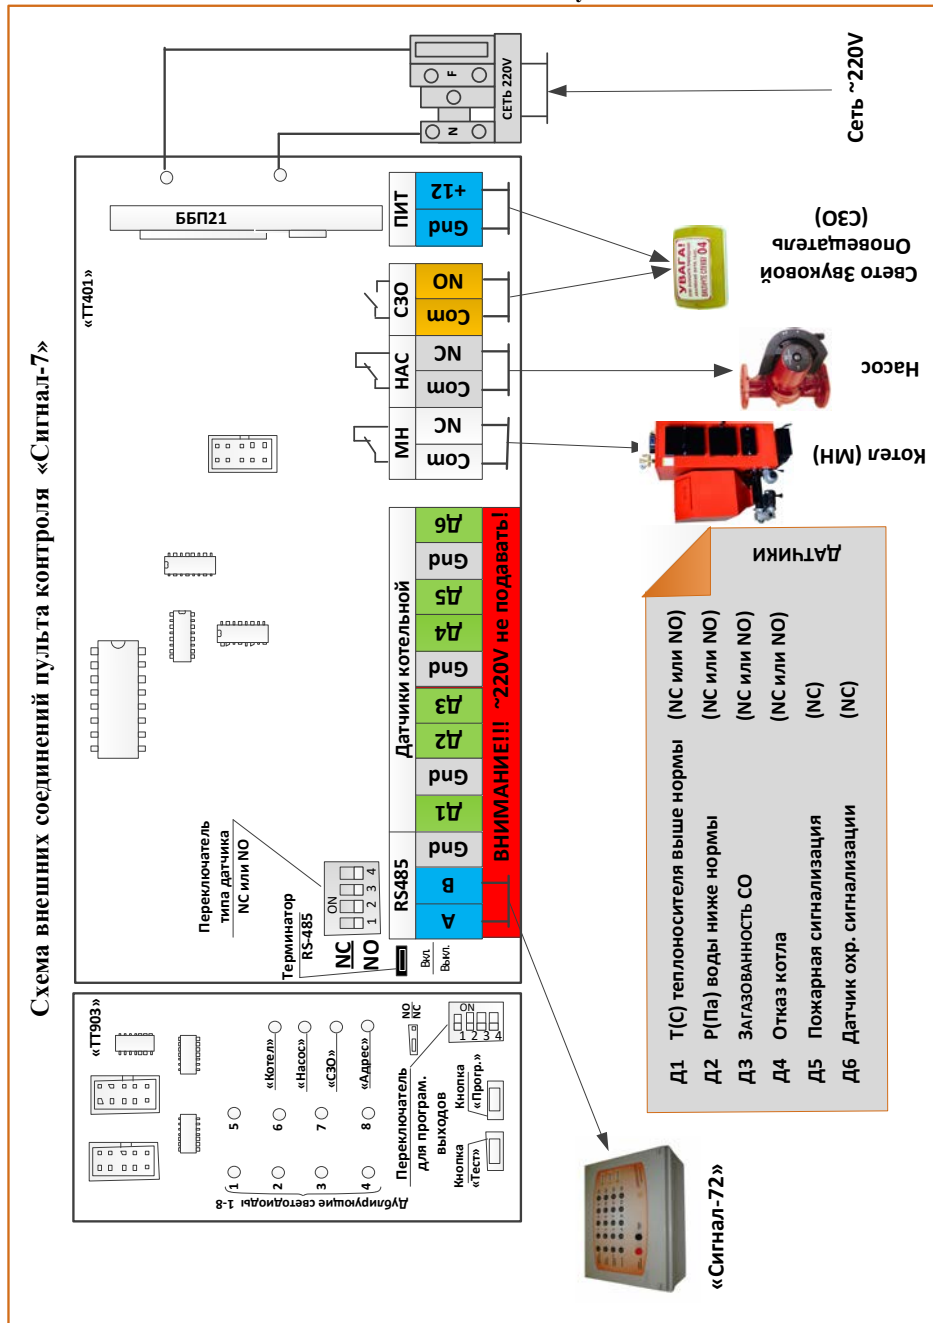 Схема внешних соединений пульта контроля «Сигнал-7»
«ТТ903»
«Котел»
«Насос»
«СЗО»
«Адрес»
1
2
3
4
5
6
7
8
Дублирующие светодиоды 1-8
Переключатель
для програм.
выходов
NO
NC
ON
1 2 3 4
Кнопка
«Тест»
Кнопка
«Прогр.»
«ТТ401»
ББП21
Переключатель
типа датчика
NC или NO
Терминатор
RS-485
NC
NO
ON
1 2 3 4
Вкл
Выкл.
RS485
Датчики котельной
МН
НАС
СЗО
ПИТ
A
B
Gnd
Д1
Gnd
Д2
Д3
Gnd
Д4
Д5
Gnd
Д6
Com
NC
Com
NC
Com
NO
Gnd
+12
ВНИМАНИЕ!!! ~220V не подавать!
F
N
СЕТЬ 220V
Сеть ~220V
УВАГА!
04
Свето Звуковой
Оповещатель
(СЗО)
Насос
Котел (МН)
ДАТЧИКИ
Д1 Т(С) теплоносителя выше нормы (NC или NO)
Д2 Р(Па) воды ниже нормы (NC или NO)
Д3 ЗАГАЗОВАННОСТЬ СО (NC или NO)
Д4 Отказ котла (NC или NO)
Д5 Пожарная сигнализация (NC)
Д6 Датчик охр. сигнализации (NC)
«Сигнал-72»